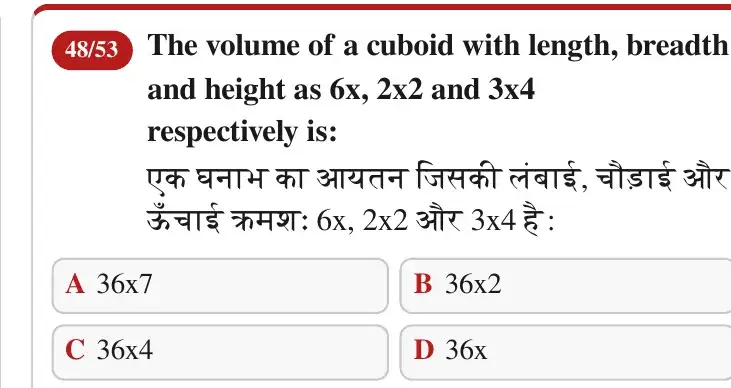 48/53 The volume of a cuboid with length, breadth
and height as 6x, 2x2 and 3x4
respectively is:
एक घनाभ का आयतन जिसकी लंबाई, चौड़ाई और
ऊँचाई क्रमश: 6x, 2x2 और 3x4 है :
A 36x7
B 36x2
C 36x4
D 36x